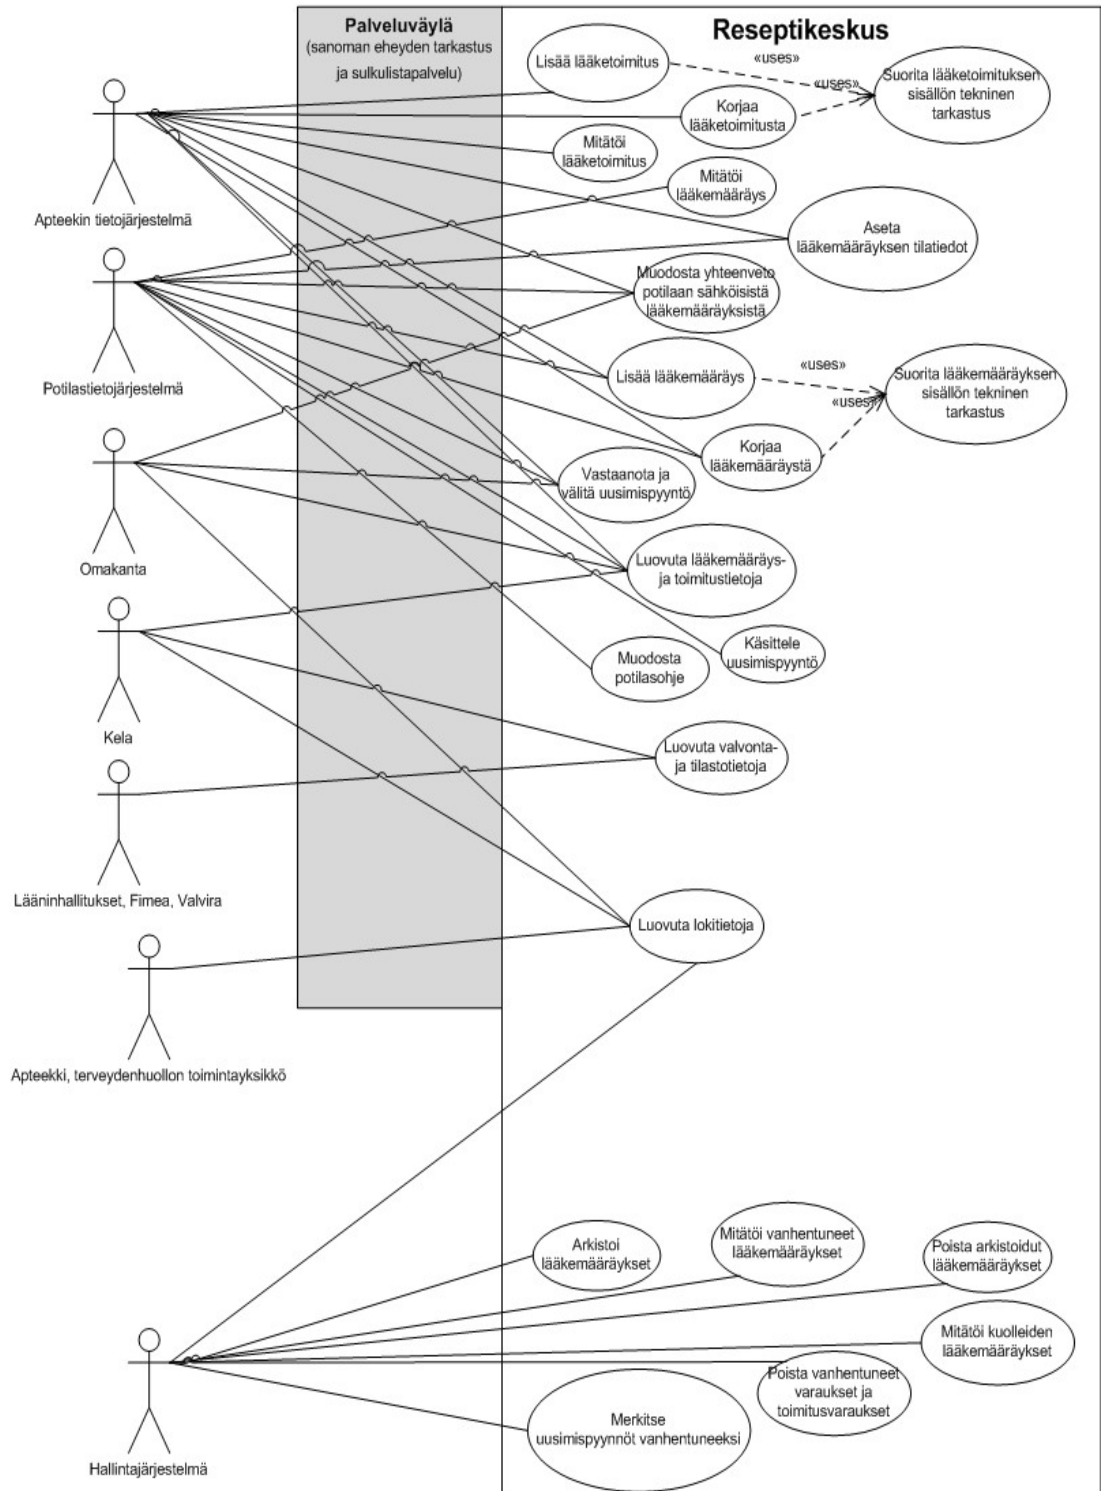 Palveluväylä
(sanoman eheyden tarkastus
ja sulkulistapalvelu)
Reseptikeskus
Lisää lääketoimitus
«uses»
«uses»
Suorita lääketoimituksen
sisällön tekninen
tarkastus
Korjaa
lääketoimitusta
Mitätöi
lääketoimitus
Mitätöi
lääkemääräys
Apteekin tietojärjestelmä
Aseta
lääkemääräyksen tilatiedot
Muodosta yhteenveto
potilaan sähköisistä
lääkemääräyksistä
Potilastietojärjestelmä
Lisää lääkemääräys
«uses»
«uses»
Suorita lääkemääräyksen
sisällön tekninen
tarkastus
Korjaa
lääkemääräystä
Vastaanota ja
välitä uusimispyyntö
Omakanta
Luovuta lääkemääräys-
ja toimitustietoja
Käsittele
uusimispyyntö
Muodosta
potilasohje
Kela
Luovuta valvonta-
ja tilastotietoja
Lääninhallitukset, Fimea, Valvira
Luovuta lokitietoja
Apteekki, terveydenhuollon toimintayksikkö
Arkistoi
lääkemääräykset
Mitätöi vanhentuneet
lääkemääräykset
Poista arkistoidut
lääkemääräykset
Mitätöi kuolleiden
lääkemääräykset
Poista vanhentuneet
varaukset ja
toimitusvaraukset
Merkitse
uusimispyynnöt vanhentuneeksi
Hallintajärjestelmä